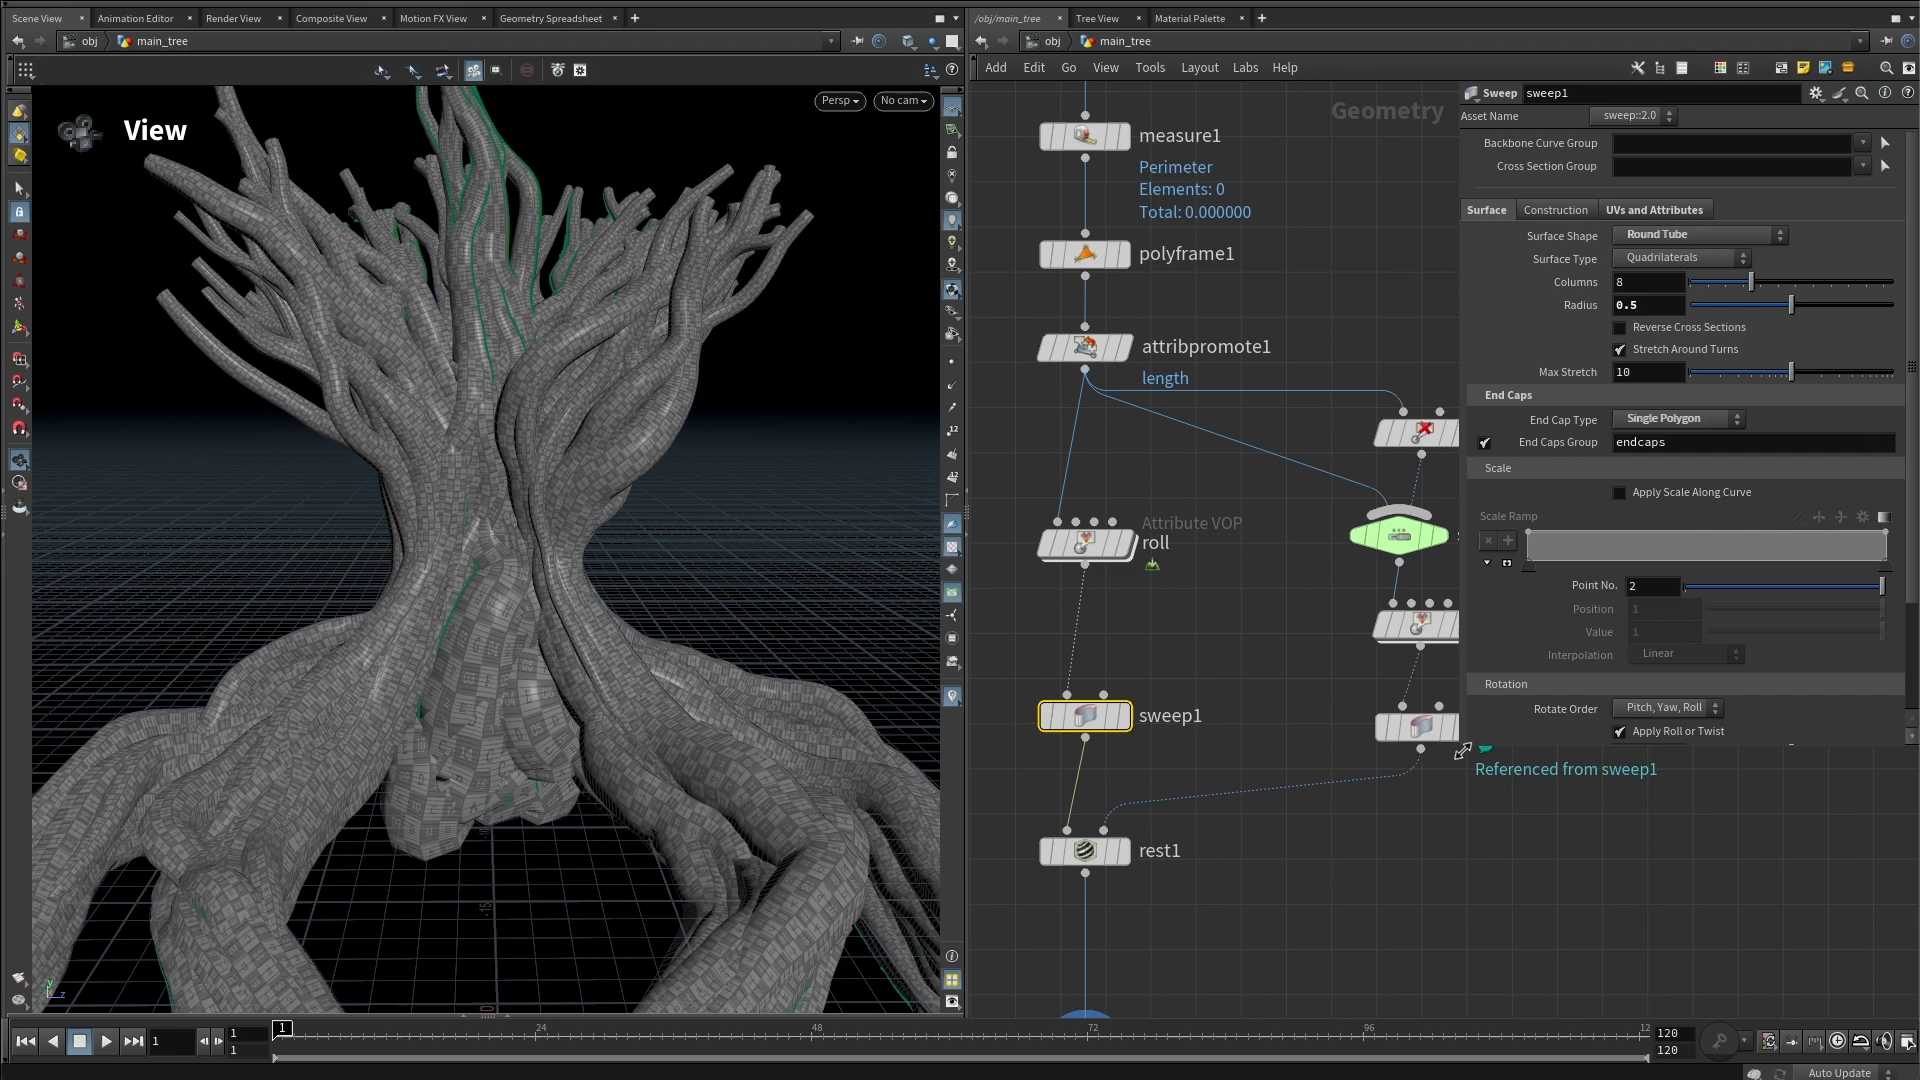 Scene View
Animation Editor
Render View
Composite View
Motion FX View
Geometry Spreadsheet
obj
main_tree
View
Persp
No cam
12
12
-15
y
z
/obj/main_tree
Tree View
Material Palette
obj
main_tree
Add Edit Go View Tools Layout Labs Help
Geometry
measure1
Perimeter
Elements: 0
Total: 0.000000
polyframe1
attribpromote1
length
Attribute VOP
roll
sweep1
Referenced from sweep1
rest1
Sweep sweep1
Asset Name sweep::2.0
Backbone Curve Group
Cross Section Group
Surface Construction UVs and Attributes
Surface Shape Round Tube
Surface Type Quadrilaterals
Columns 8
Radius 0.5
Reverse Cross Sections
Stretch Around Turns
Max Stretch 10
End Caps
End Cap Type Single Polygon
End Caps Group endcaps
Scale
Apply Scale Along Curve
Scale Ramp
Point No. 2
Position 1
Value 1
Interpolation Linear
Rotation
Rotate Order Pitch, Yaw, Roll
Apply Roll or Twist
1
1
1
1
24
48
72
96
12
120
120
Auto Update